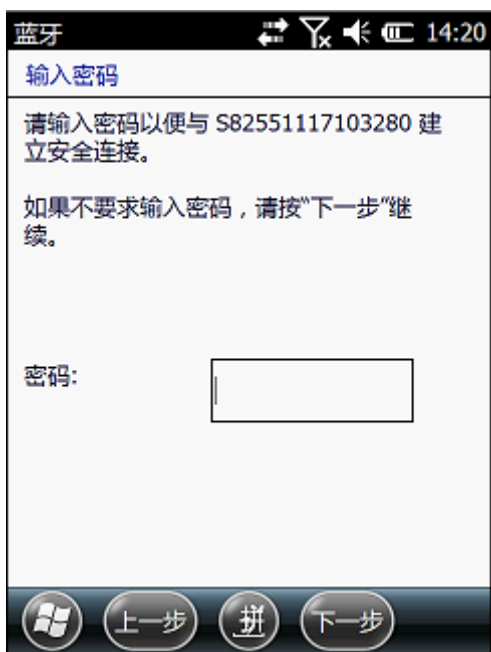 蓝牙 14:20
输入密码
请输入密码以便与 S82551117103280 建
立安全连接。
如果不要求输入密码，请按“下一步”继
续。
密码:
上一步 拼 下一步